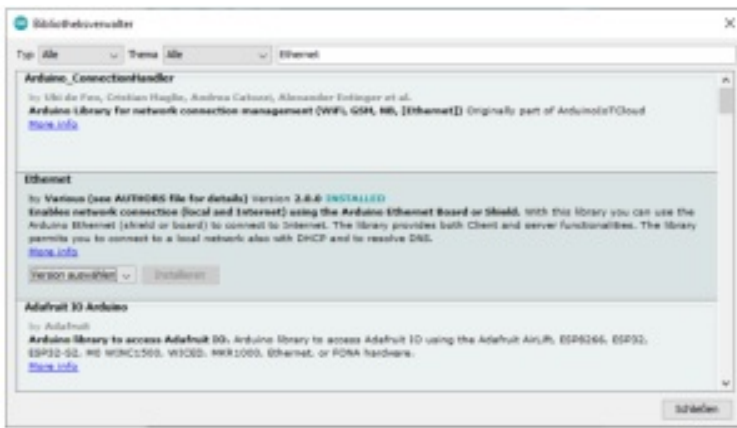 Bibliotheksverwalter
Typ Alle Thema Alle Ethernet
Arduino_ConnectionHandler
by Ubi de Feo, Cristian Maglie, Andrea Catozzi, Alexander Entinger et al.
Arduino Library for network connection management (WiFi, GSM, NB, [Ethernet]) Originally part of ArduinoIoTCloud
More info
Ethernet
by Various (see AUTHORS file for details) Version 2.0.0 INSTALLED
Enables network connection (local and Internet) using the Arduino Ethernet Board or Shield. With this library you can use the
Arduino Ethernet (shield or board) to connect to Internet. The library provides both Client and server functionalities. The library
permits you to connect to a local network also with DHCP and to resolve DNS.
More info
Version auswählen Installieren
Adafruit IO Arduino
by Adafruit
Arduino library to access Adafruit IO. Arduino library to access Adafruit IO using the Adafruit AirLift, ESP8266, ESP32,
ESP32-S2, M0 WINC1500, WICED, MKR1000, Ethernet, or FONA hardware.
More info
Schließen